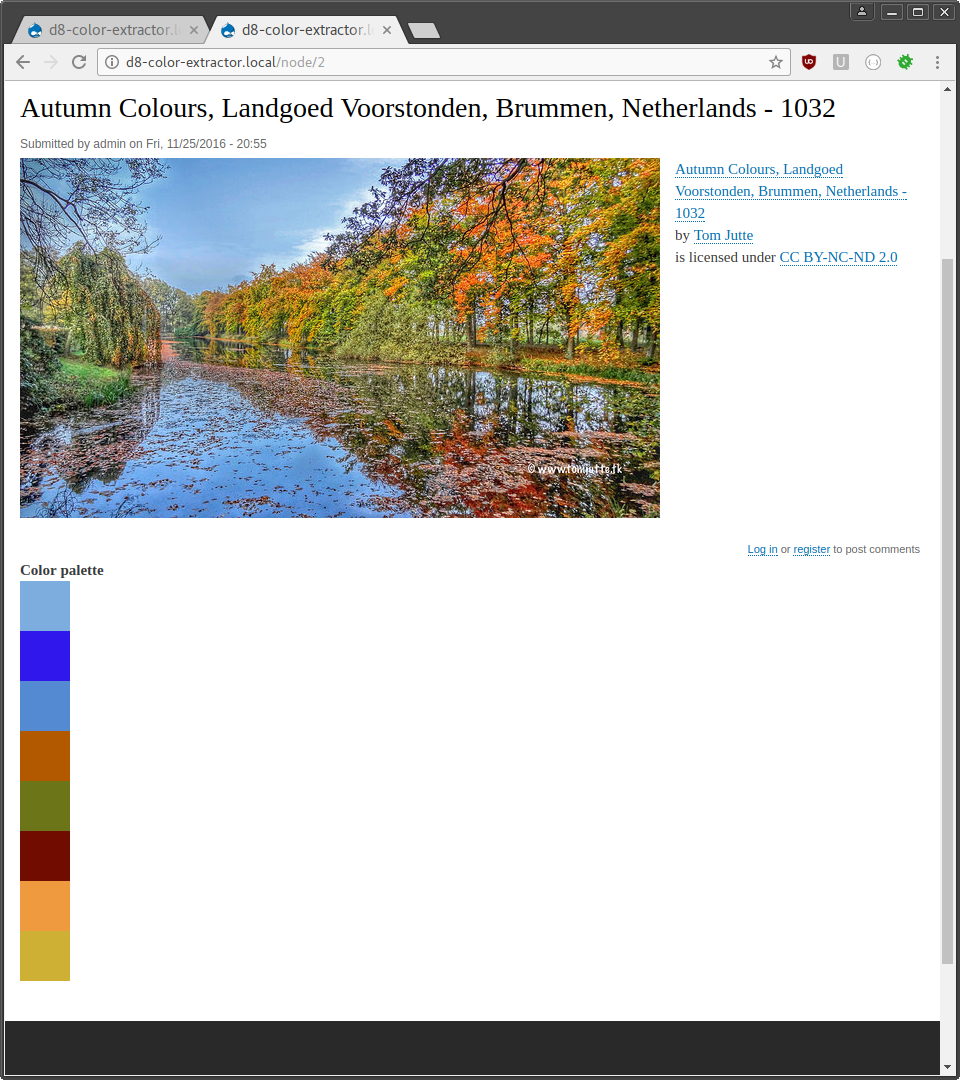 d8-color-extractor.l
d8-color-extractor.lo
d8-color-extractor.local/node/2
Autumn Colours, Landgoed Voorstonden, Brummen, Netherlands - 1032
Submitted by admin on Fri, 11/25/2016 - 20:55
Autumn Colours, Landgoed
Voorstonden, Brummen, Netherlands -
1032
by Tom Jutte
is licensed under CC BY-NC-ND 2.0
© www.tomjutte.tk
Log in or register to post comments
Color palette